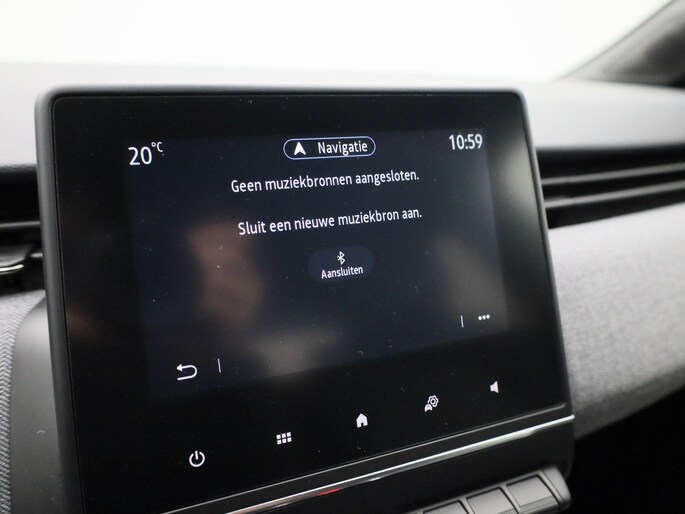 20°C
Navigatie
10:59
Geen muziekbronnen aangesloten.
Sluit een nieuwe muziekbron aan.
Aansluiten